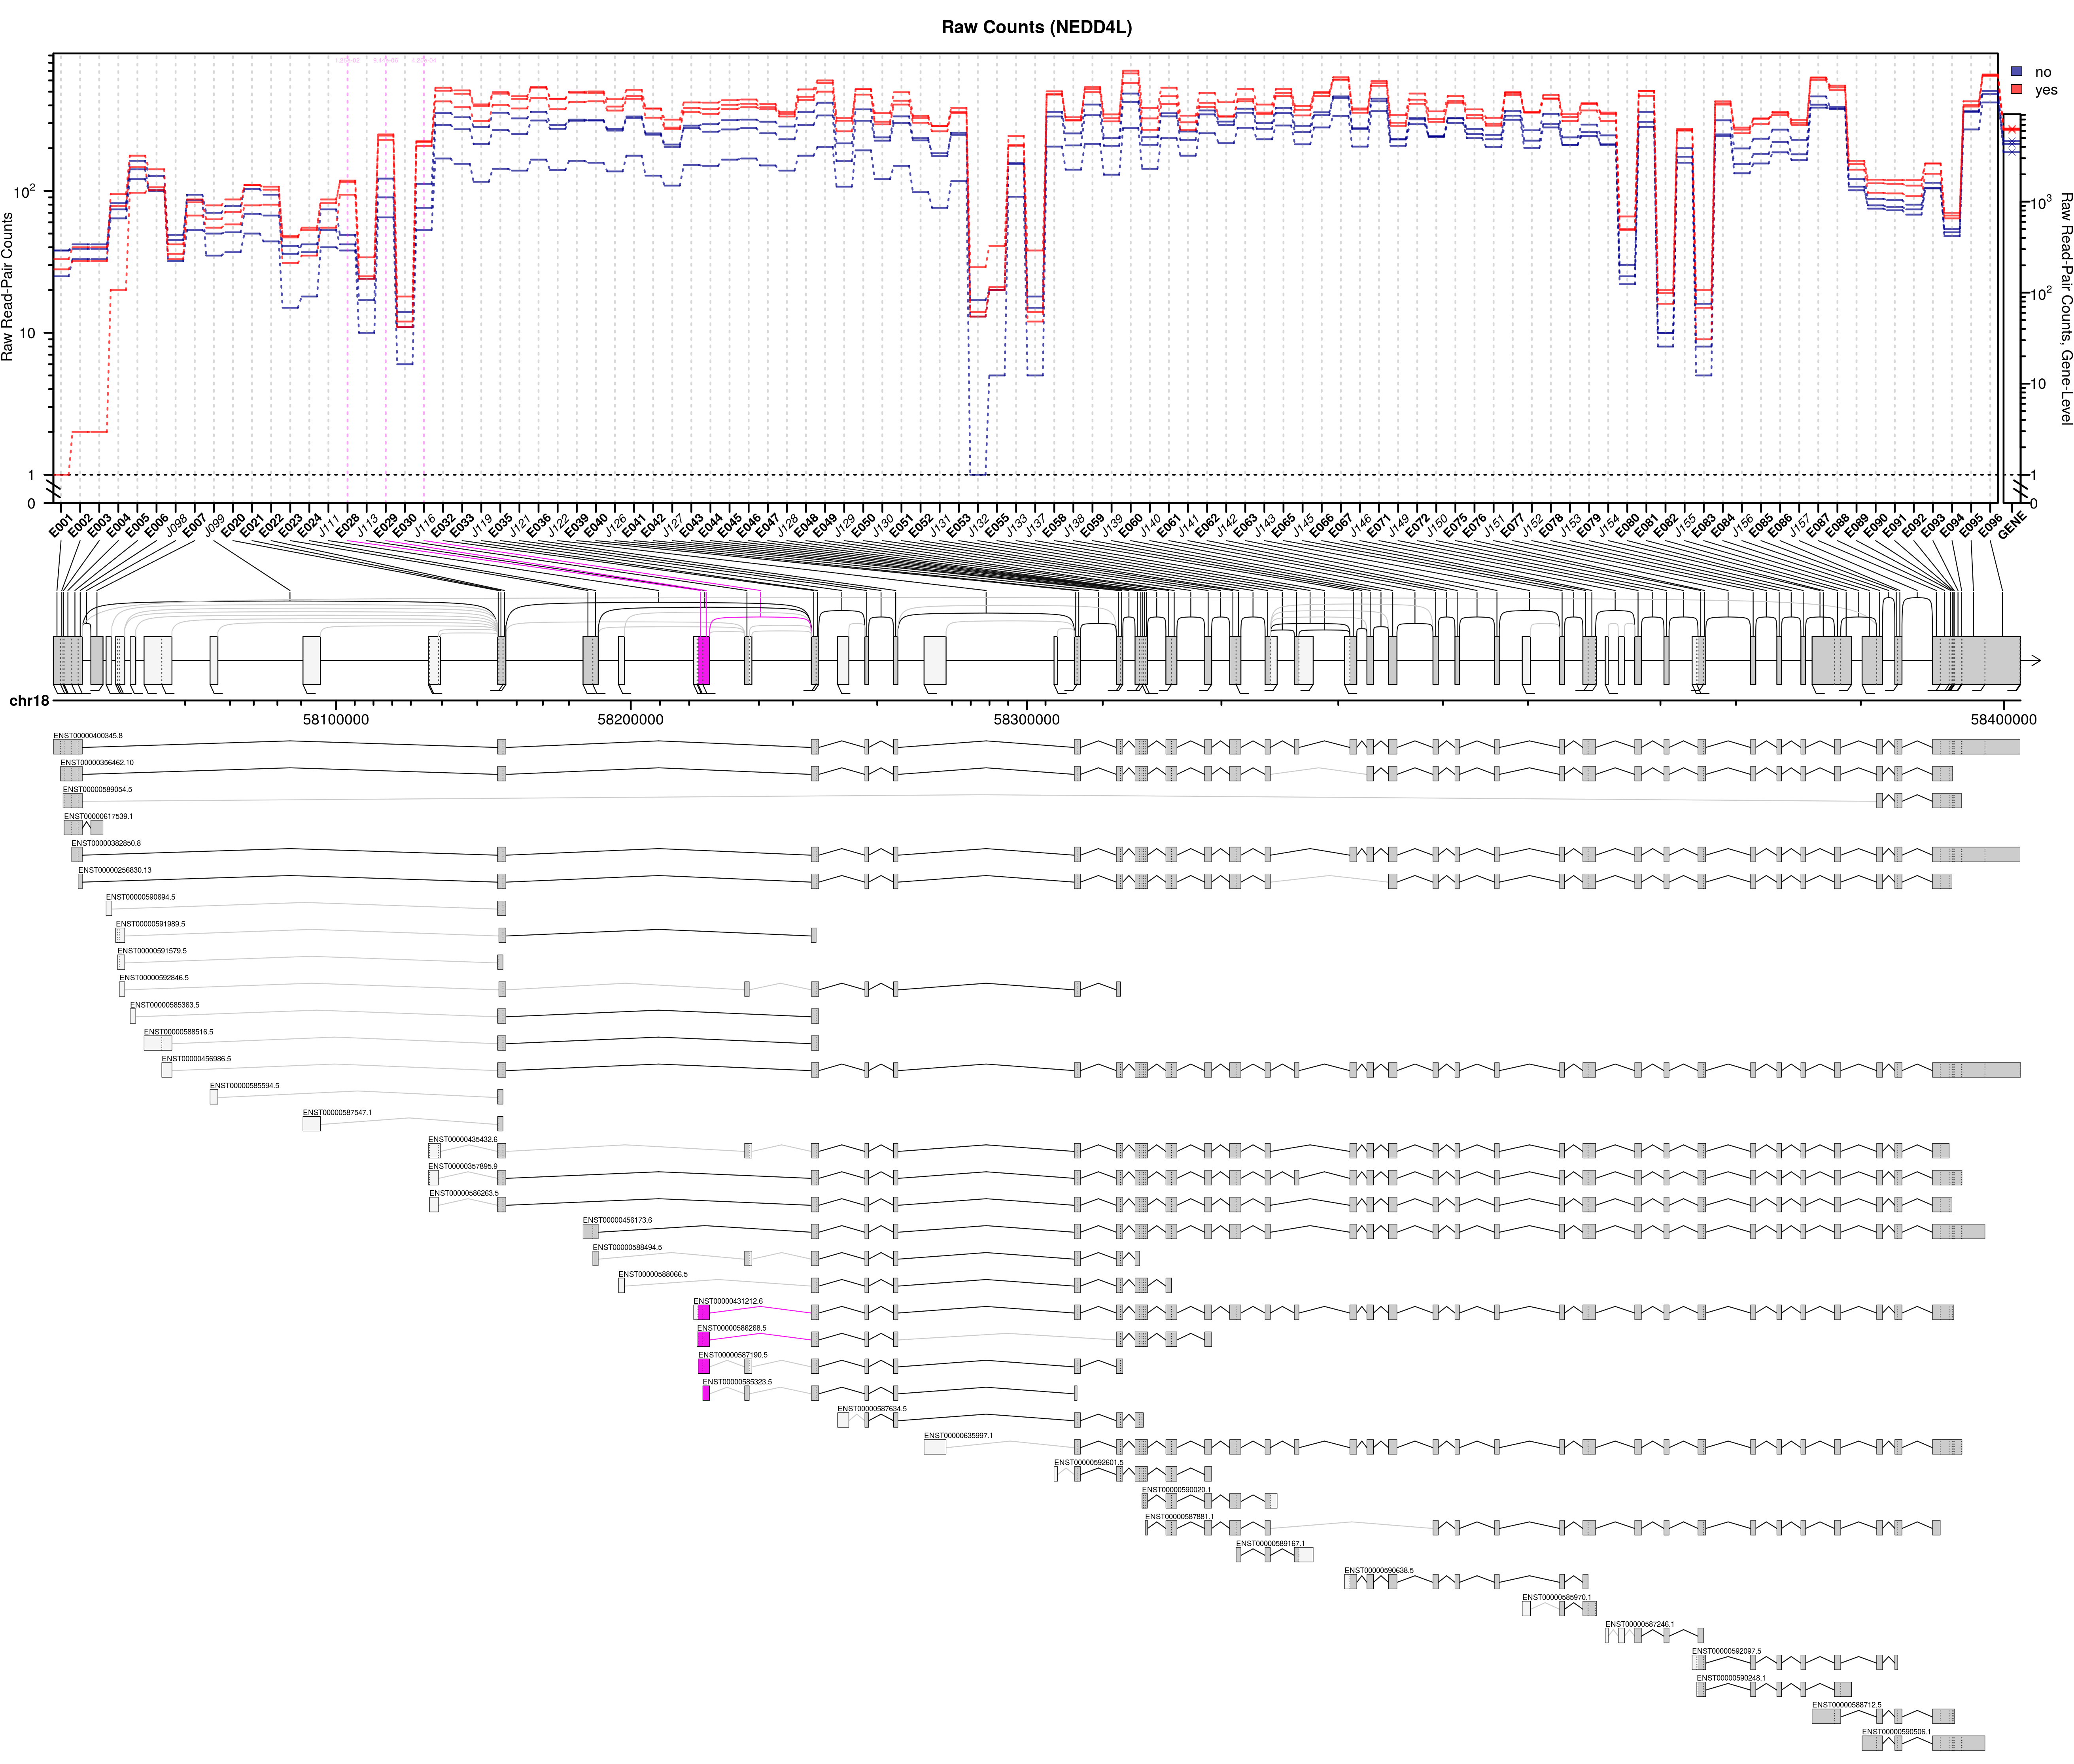 Raw Counts (NEDD4L)
no
yes
1.25e-02
4.28e-04
Raw Read-Pair Counts
10²
10
1
0
Raw Read-Pair Counts, Gene-Level
10³
10²
10
1
0
E001 E002 E003 E004 E005 E006 J098 E007 J099 E020 E021 E022 E023 E024 J111 E028 J113 E029 E030 J116 E032 E033 J119 E035 J121 E036 J122 E039 E040 J126 E041 E042 J127 E043 E044 E045 E046 E047 J128 E048 E049 J129 E050 J130 E051 E052 J131 E053 J132 E055 J133 J137 E058 J138 E059 J139 E060 J140 E061 J141 E062 J142 E063 J143 E065 J145 E066 E067 J146 E071 J149 E072 J150 E075 E076 J151 E077 J152 E078 J153 E079 J154 E080 E081 E082 J155 E083 E084 J156 E085 E086 J157 E087 E088 E089 E090 E091 E092 E093 E094 E095 E096 GENE
chr18
58100000 58200000 58300000 58400000
ENST00000400345.8
ENST00000356462.10
ENST00000589054.5
ENST00000617539.1
ENST00000382850.8
ENST00000256830.13
ENST00000590694.5
ENST00000591989.5
ENST00000591579.5
ENST00000592846.5
ENST00000585363.5
ENST00000588516.5
ENST00000456986.5
ENST00000585594.5
ENST00000587547.1
ENST00000435432.6
ENST00000357895.9
ENST00000586263.5
ENST00000456173.6
ENST00000588494.5
ENST00000588066.5
ENST00000431212.6
ENST00000586268.5
ENST00000587190.5
ENST00000585323.5
ENST00000587634.5
ENST00000635997.1
ENST00000592601.5
ENST00000590020.1
ENST00000587881.1
ENST00000589167.1
ENST00000590638.5
ENST00000585970.1
ENST00000587246.1
ENST00000592097.5
ENST00000590248.1
ENST00000588712.5
ENST00000590506.1